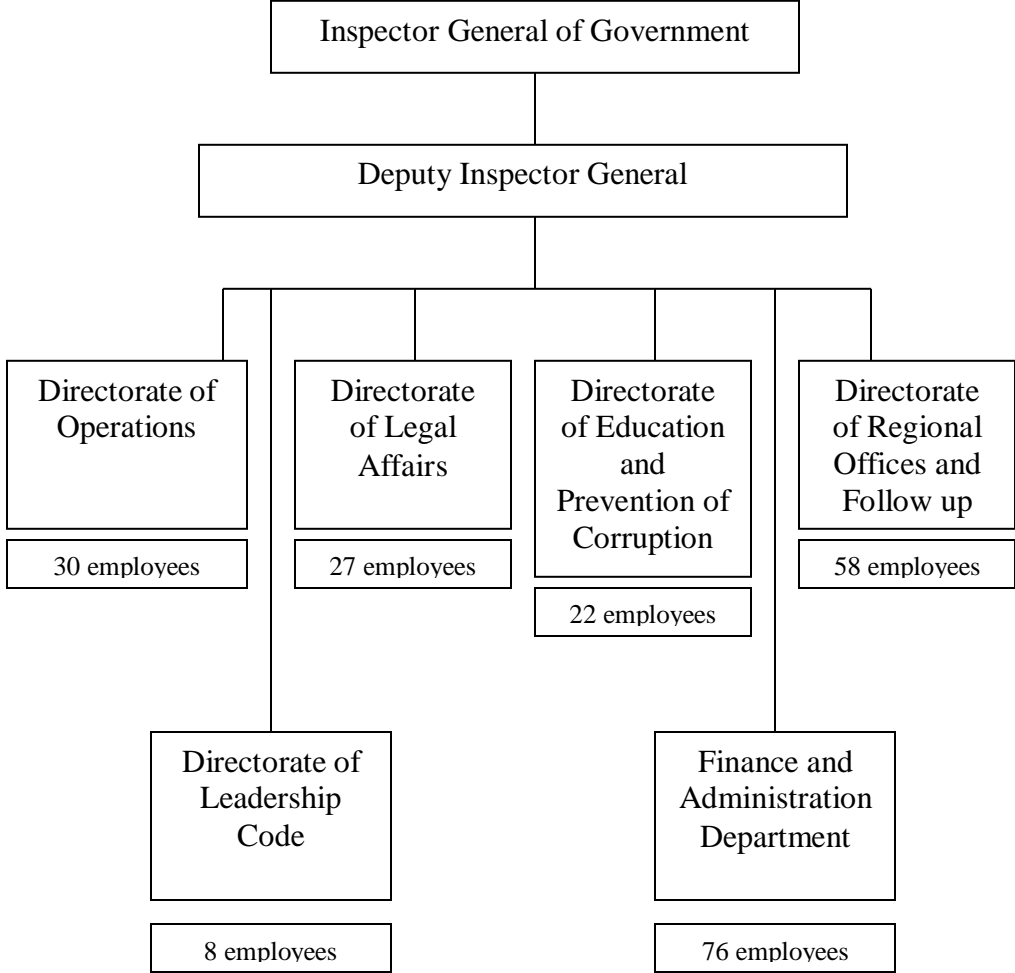 Inspector General of Government
Deputy Inspector General
Directorate of
Operations
30 employees
Directorate
of Legal
Affairs
27 employees
Directorate
of Education
and
Prevention of
Corruption
22 employees
Directorate
of Regional
Offices and
Follow up
58 employees
Directorate of
Leadership
Code
8 employees
Finance and
Administration
Department
76 employees